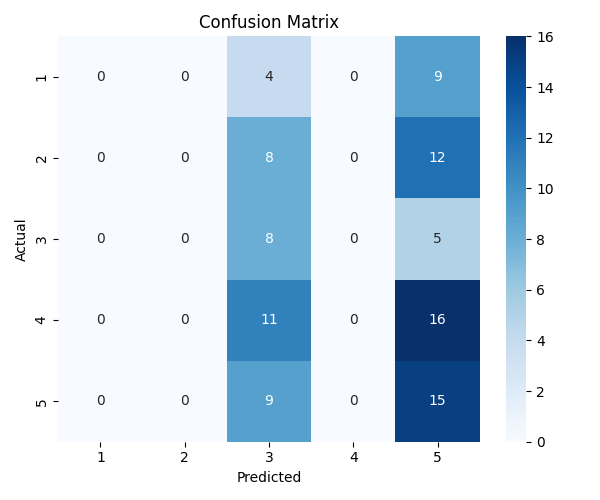 Confusion Matrix
1 0 0 4 0 9
2 0 0 8 0 12
3 0 0 8 0 5
4 0 0 11 0 16
5 0 0 9 0 15
1 2 3 4 5
Actual
Predicted
16
14
12
10
8
6
4
2
0